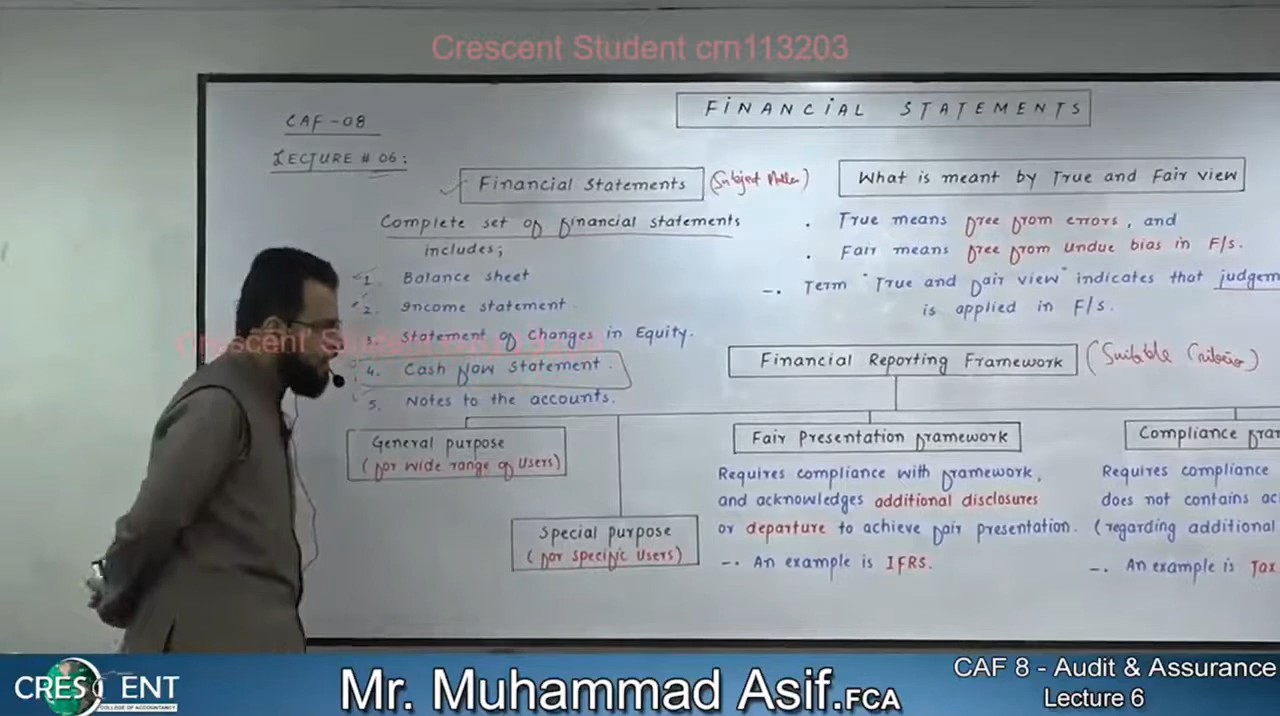 Crescent Student crn113203
FINANCIAL STATEMENTS
CAF-08
LECTURE # 06:
Financial Statements (Subject Matter)
Complete set of financial statements
includes;
1. Balance sheet
2. Income statement.
3. Statement of Changes in Equity.
4. Cash flow Statement.
5. Notes to the accounts.
What is meant by True and Fair view
. True means free from errors, and
. Fair means free from undue bias in F/s.
-. Term "True and fair view" indicates that judgem
is applied in F/s.
Financial Reporting Framework (Suitable Criteria)
General purpose
(for wide range of Users)
Special purpose
(for specific Users)
Fair Presentation framework
Requires compliance with framework,
and acknowledges additional disclosures
or departure to achieve fair presentation.
-. An example is IFRs.
Compliance fra
Requires compliance
does not contains ac
(regarding additional
-. An example is Tax
Crescent Stud
CRESCENT
COLLEGE OF ACCOUNTANCY
Mr. Muhammad Asif.FCA
CAF 8 - Audit & Assurance
Lecture 6